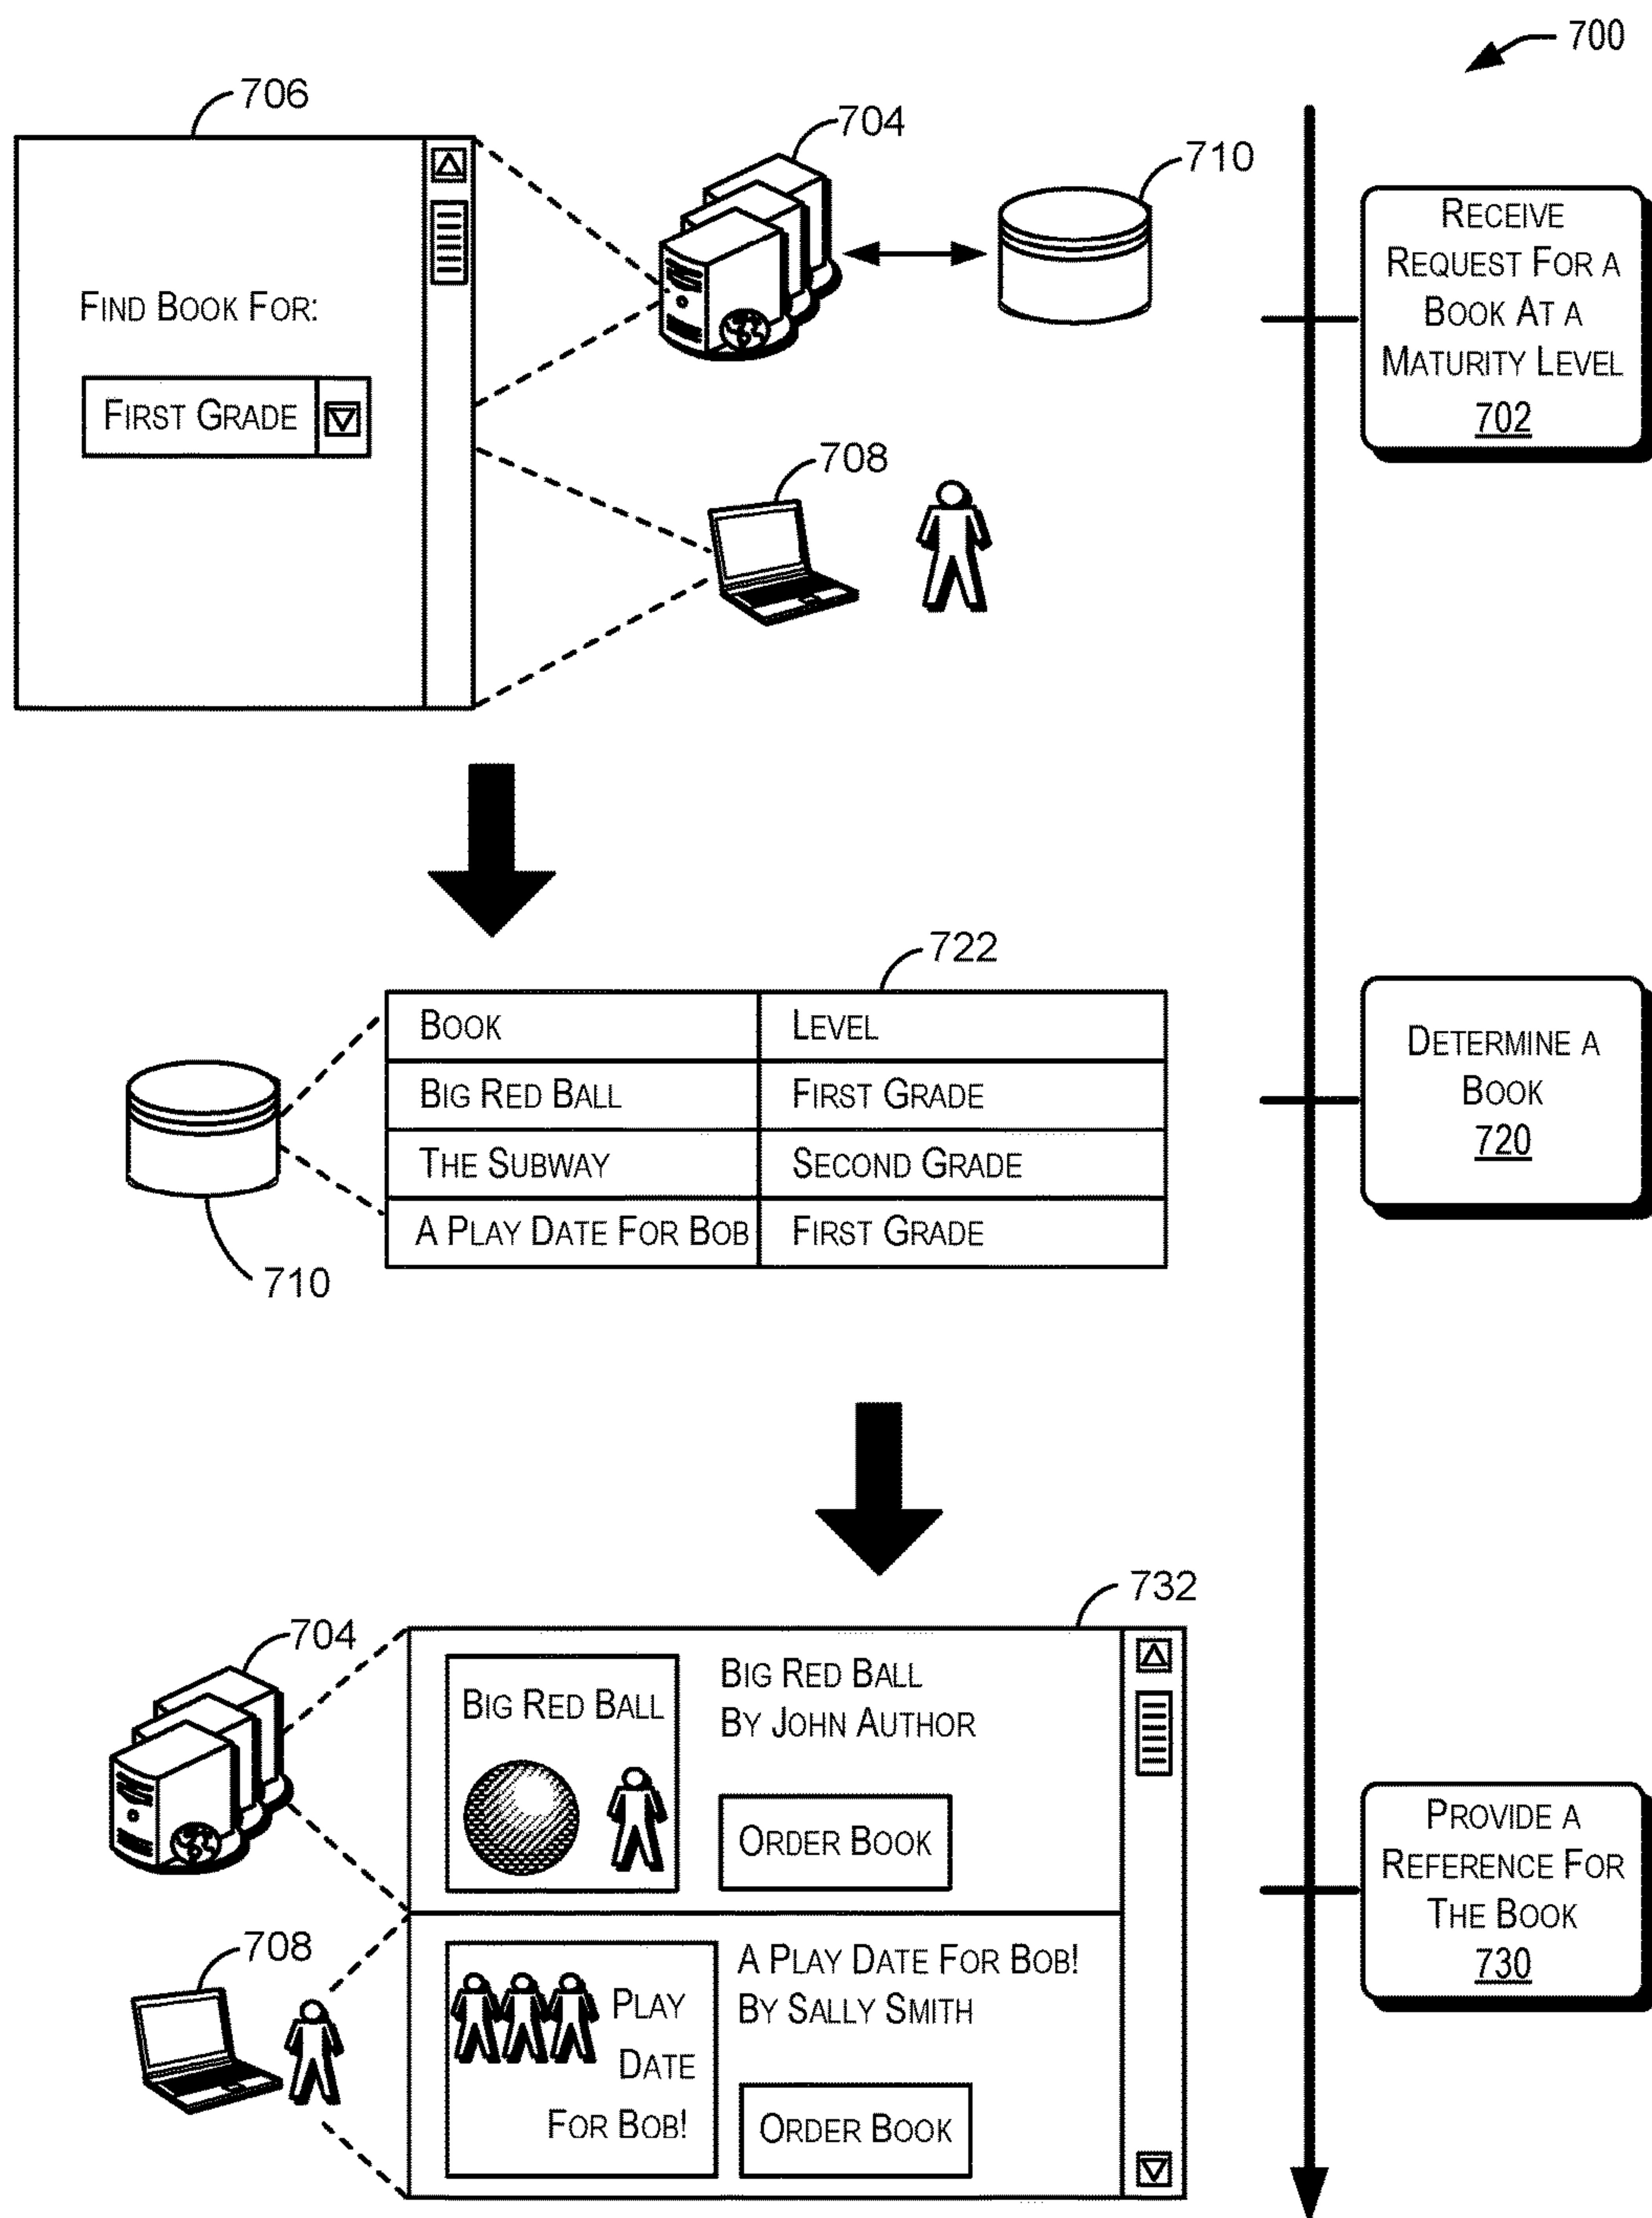 700
706
704
710
FIND BOOK FOR:
FIRST GRADE
708
RECEIVE
REQUEST FOR A
BOOK AT A
MATURITY LEVEL
702
722
BOOK LEVEL
BIG RED BALL FIRST GRADE
THE SUBWAY SECOND GRADE
A PLAY DATE FOR BOB FIRST GRADE
710
DETERMINE A
BOOK
720
732
704
BIG RED BALL
BIG RED BALL
BY JOHN AUTHOR
ORDER BOOK
708
PLAY
DATE
FOR BOB!
A PLAY DATE FOR BOB!
BY SALLY SMITH
ORDER BOOK
PROVIDE A
REFERENCE FOR
THE BOOK
730